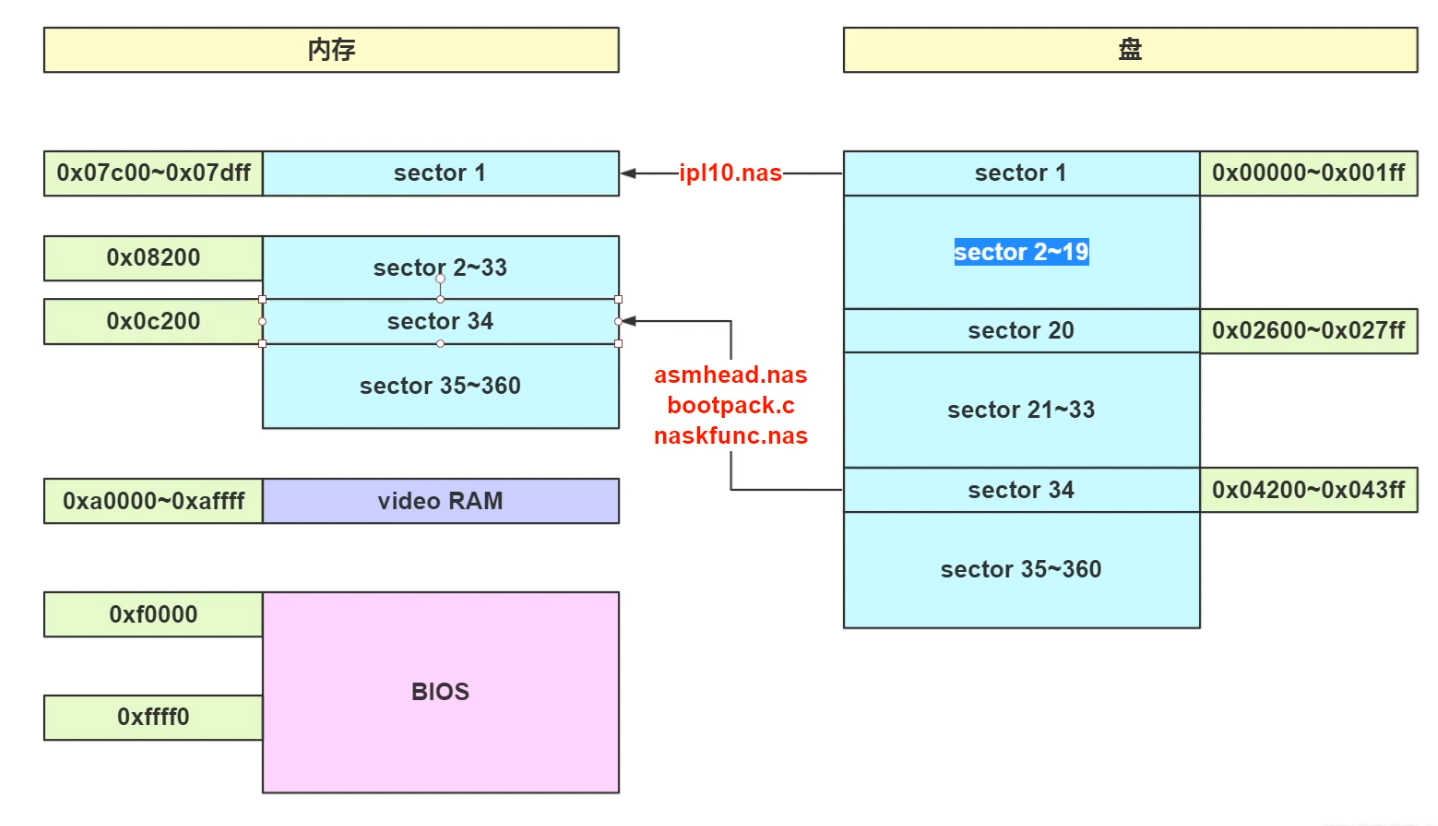 内存
盘
0x07c00~0x07dff
sector 1
ipl10.nas
sector 1
0x00000~0x001ff
0x08200
sector 2~33
sector 2~19
0x0c200
sector 34
sector 20
0x02600~0x027ff
asmhead.nas
bootpack.c
naskfunc.nas
sector 35~360
sector 21~33
0xa0000~0xaffff
video RAM
sector 34
0x04200~0x043ff
sector 35~360
0xf0000
BIOS
0xffff0